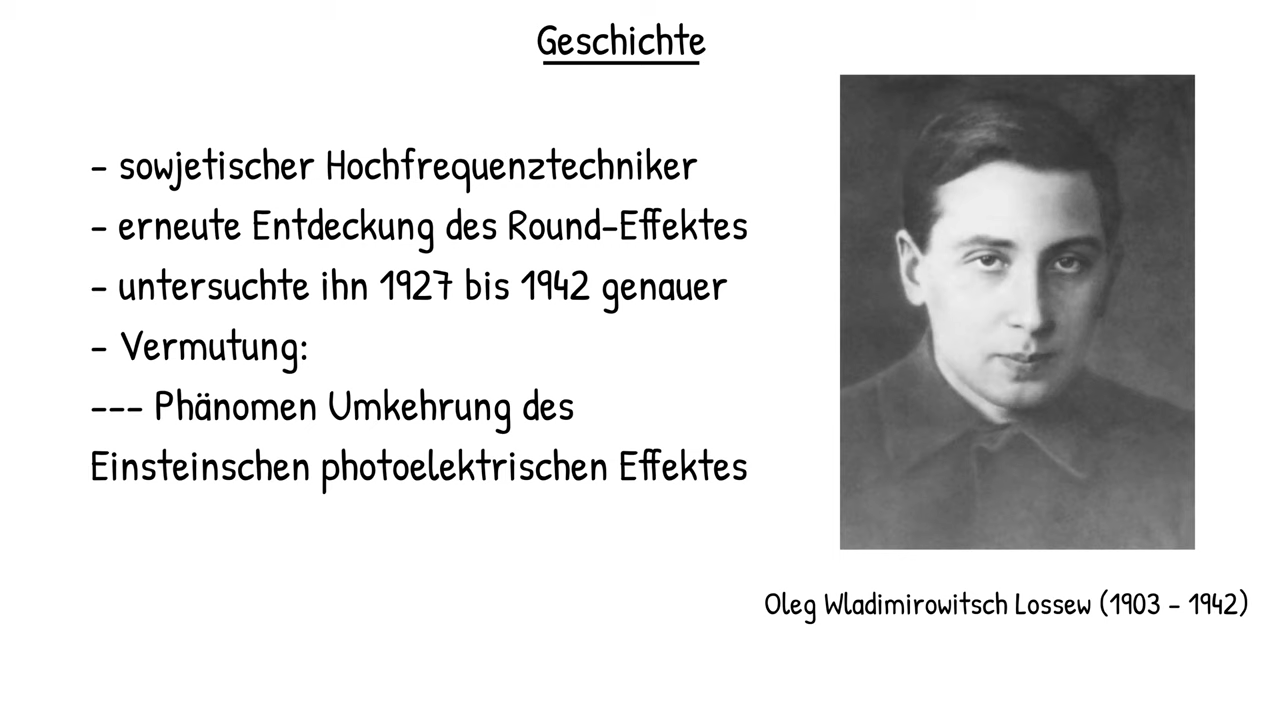 Geschichte
- sowjetischer Hochfrequenztechniker
- erneute Entdeckung des Round-Effektes
- untersuchte ihn 1927 bis 1942 genauer
- Vermutung:
--- Phänomen Umkehrung des
Einsteinschen photoelektrischen Effektes
Oleg Wladimirowitsch Lossew (1903 - 1942)